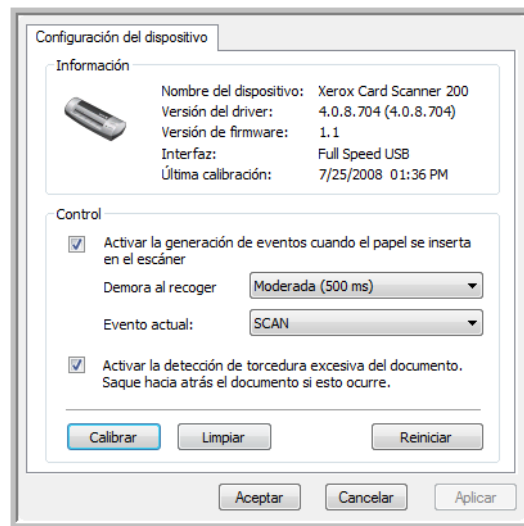 Configuración del dispositivo
Información
Nombre del dispositivo: Xerox Card Scanner 200
Versión del driver: 4.0.8.704 (4.0.8.704)
Versión de firmware: 1.1
Interfaz: Full Speed USB
Última calibración: 7/25/2008 01:36 PM
Control
Activar la generación de eventos cuando el papel se inserta
en el escáner
Demora al recoger Moderada (500 ms)
Evento actual: SCAN
Activar la detección de torcedura excesiva del documento.
Saque hacia atrás el documento si esto ocurre.
Calibrar Limpiar Reiniciar
Aceptar Cancelar Aplicar